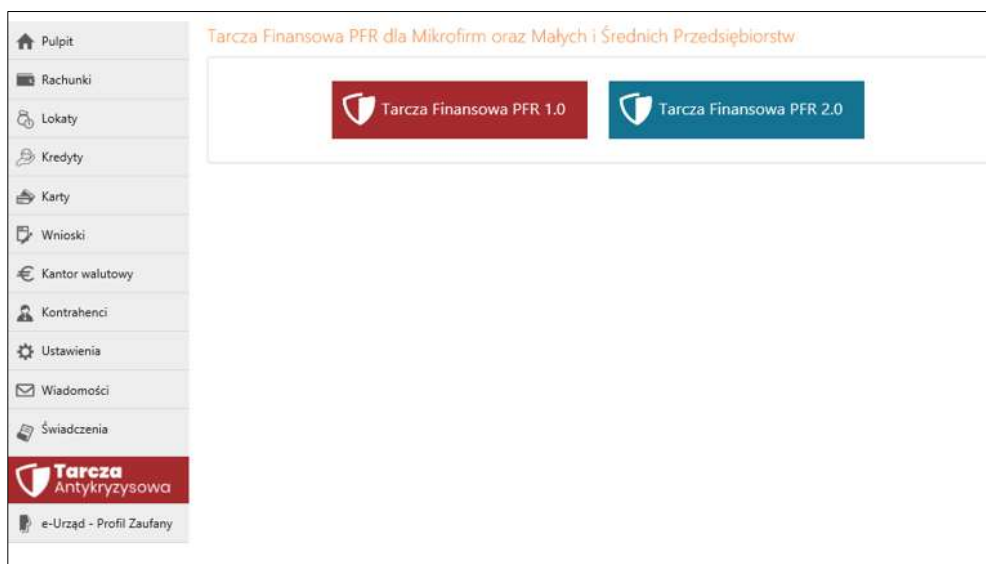 Pulpit
Rachunki
Lokaty
Kredyty
Karty
Wnioski
Kantor walutowy
Kontrahenci
Ustawienia
Wiadomości
Świadczenia
Tarcza
Antykryzysowa
e-Urząd - Profil Zaufany
Tarcza Finansowa PFR dla Mikrofirm oraz Małych i Średnich Przedsiębiorstw
Tarcza Finansowa PFR 1.0
Tarcza Finansowa PFR 2.0